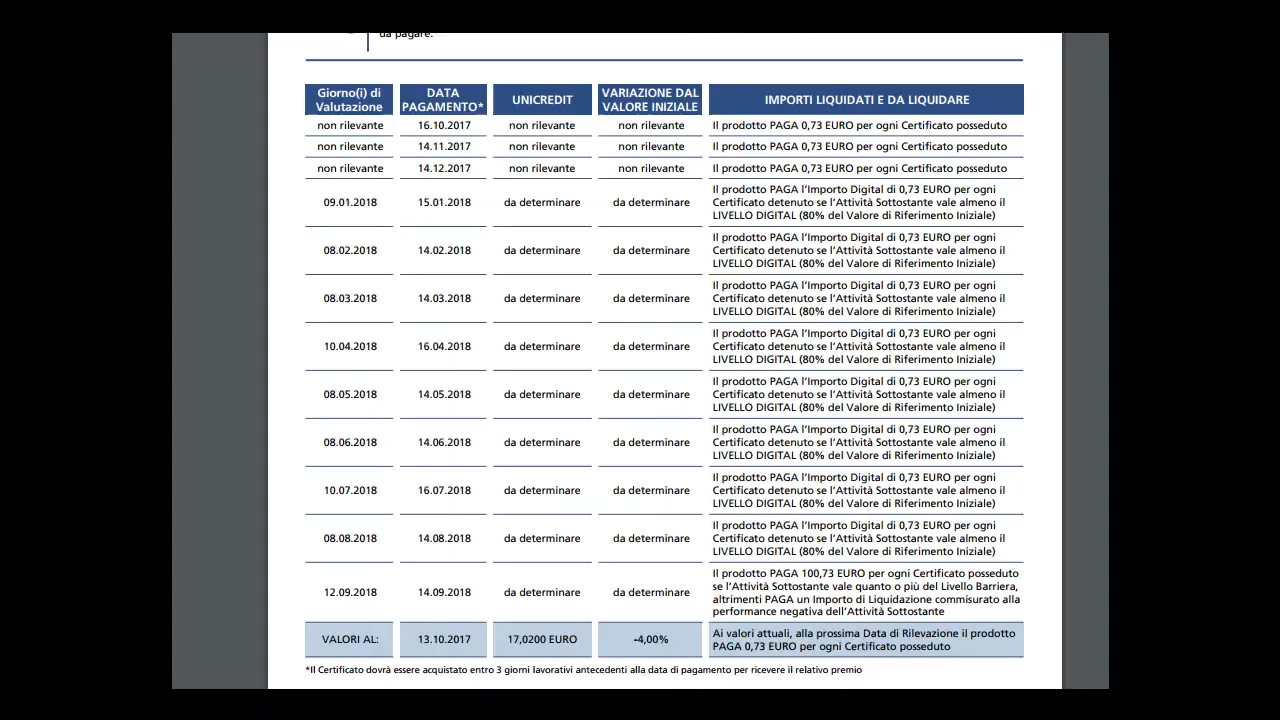 da pagare.
Giorno(i) di Valutazione DATA PAGAMENTO* UNICREDIT VARIAZIONE DAL VALORE INIZIALE IMPORTI LIQUIDATI E DA LIQUIDARE
non rilevante 16.10.2017 non rilevante non rilevante Il prodotto PAGA 0,73 EURO per ogni Certificato posseduto
non rilevante 14.11.2017 non rilevante non rilevante Il prodotto PAGA 0,73 EURO per ogni Certificato posseduto
non rilevante 14.12.2017 non rilevante non rilevante Il prodotto PAGA 0,73 EURO per ogni Certificato posseduto
09.01.2018 15.01.2018 da determinare da determinare Il prodotto PAGA l'Importo Digital di 0,73 EURO per ogni
Certificato detenuto se l'Attività Sottostante vale almeno il
LIVELLO DIGITAL (80% del Valore di Riferimento Iniziale)
08.02.2018 14.02.2018 da determinare da determinare Il prodotto PAGA l'Importo Digital di 0,73 EURO per ogni
Certificato detenuto se l'Attività Sottostante vale almeno il
LIVELLO DIGITAL (80% del Valore di Riferimento Iniziale)
08.03.2018 14.03.2018 da determinare da determinare Il prodotto PAGA l'Importo Digital di 0,73 EURO per ogni
Certificato detenuto se l'Attività Sottostante vale almeno il
LIVELLO DIGITAL (80% del Valore di Riferimento Iniziale)
10.04.2018 16.04.2018 da determinare da determinare Il prodotto PAGA l'Importo Digital di 0,73 EURO per ogni
Certificato detenuto se l'Attività Sottostante vale almeno il
LIVELLO DIGITAL (80% del Valore di Riferimento Iniziale)
08.05.2018 14.05.2018 da determinare da determinare Il prodotto PAGA l'Importo Digital di 0,73 EURO per ogni
Certificato detenuto se l'Attività Sottostante vale almeno il
LIVELLO DIGITAL (80% del Valore di Riferimento Iniziale)
08.06.2018 14.06.2018 da determinare da determinare Il prodotto PAGA l'Importo Digital di 0,73 EURO per ogni
Certificato detenuto se l'Attività Sottostante vale almeno il
LIVELLO DIGITAL (80% del Valore di Riferimento Iniziale)
10.07.2018 16.07.2018 da determinare da determinare Il prodotto PAGA l'Importo Digital di 0,73 EURO per ogni
Certificato detenuto se l'Attività Sottostante vale almeno il
LIVELLO DIGITAL (80% del Valore di Riferimento Iniziale)
08.08.2018 14.08.2018 da determinare da determinare Il prodotto PAGA l'Importo Digital di 0,73 EURO per ogni
Certificato detenuto se l'Attività Sottostante vale almeno il
LIVELLO DIGITAL (80% del Valore di Riferimento Iniziale)
12.09.2018 14.09.2018 da determinare da determinare Il prodotto PAGA 100,73 EURO per ogni Certificato posseduto
se l'Attività Sottostante vale quanto o più del Livello Barriera,
altrimenti PAGA un Importo di Liquidazione commisurato alla
performance negativa dell'Attività Sottostante
VALORI AL: 13.10.2017 17,0200 EURO -4,00% Ai valori attuali, alla prossima Data di Rilevazione il prodotto
PAGA 0,73 EURO per ogni Certificato posseduto
*Il Certificato dovrà essere acquistato entro 3 giorni lavorativi antecedenti alla data di pagamento per ricevere il relativo premio